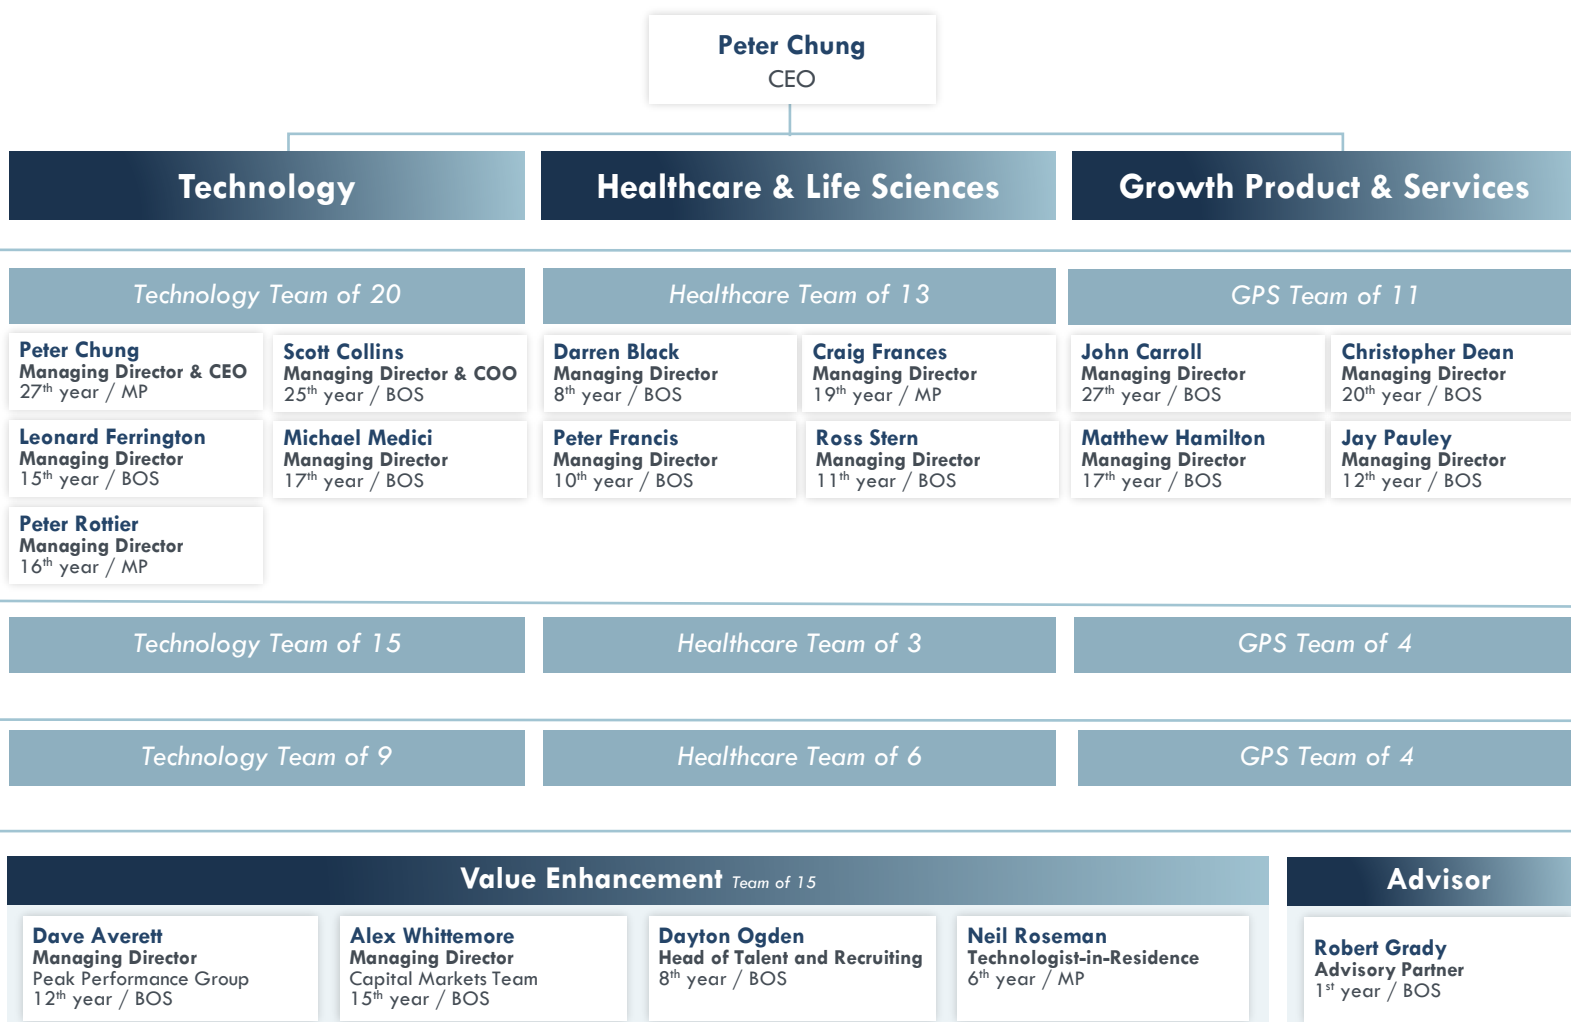 Peter Chung
CEO
Technology
Healthcare & Life Sciences
Growth Product & Services
Technology Team of 20
Healthcare Team of 13
GPS Team of 11
Peter Chung
Managing Director & CEO
27th year / MP
Scott Collins
Managing Director & COO
25th year / BOS
Darren Black
Managing Director
8th year / BOS
Craig Frances
Managing Director
19th year / MP
John Carroll
Managing Director
27th year / BOS
Christopher Dean
Managing Director
20th year / BOS
Leonard Ferrington
Managing Director
15th year / BOS
Michael Medici
Managing Director
17th year / BOS
Peter Francis
Managing Director
10th year / BOS
Ross Stern
Managing Director
11th year / BOS
Matthew Hamilton
Managing Director
17th year / BOS
Jay Pauley
Managing Director
12th year / BOS
Peter Rottier
Managing Director
16th year / MP
Technology Team of 15
Healthcare Team of 3
GPS Team of 4
Technology Team of 9
Healthcare Team of 6
GPS Team of 4
Value Enhancement Team of 15
Advisor
Dave Averett
Managing Director
Peak Performance Group
12th year / BOS
Alex Whittemore
Managing Director
Capital Markets Team
15th year / BOS
Dayton Ogden
Head of Talent and Recruiting
8th year / BOS
Neil Roseman
Technologist-in-Residence
6th year / MP
Robert Grady
Advisory Partner
1st year / BOS